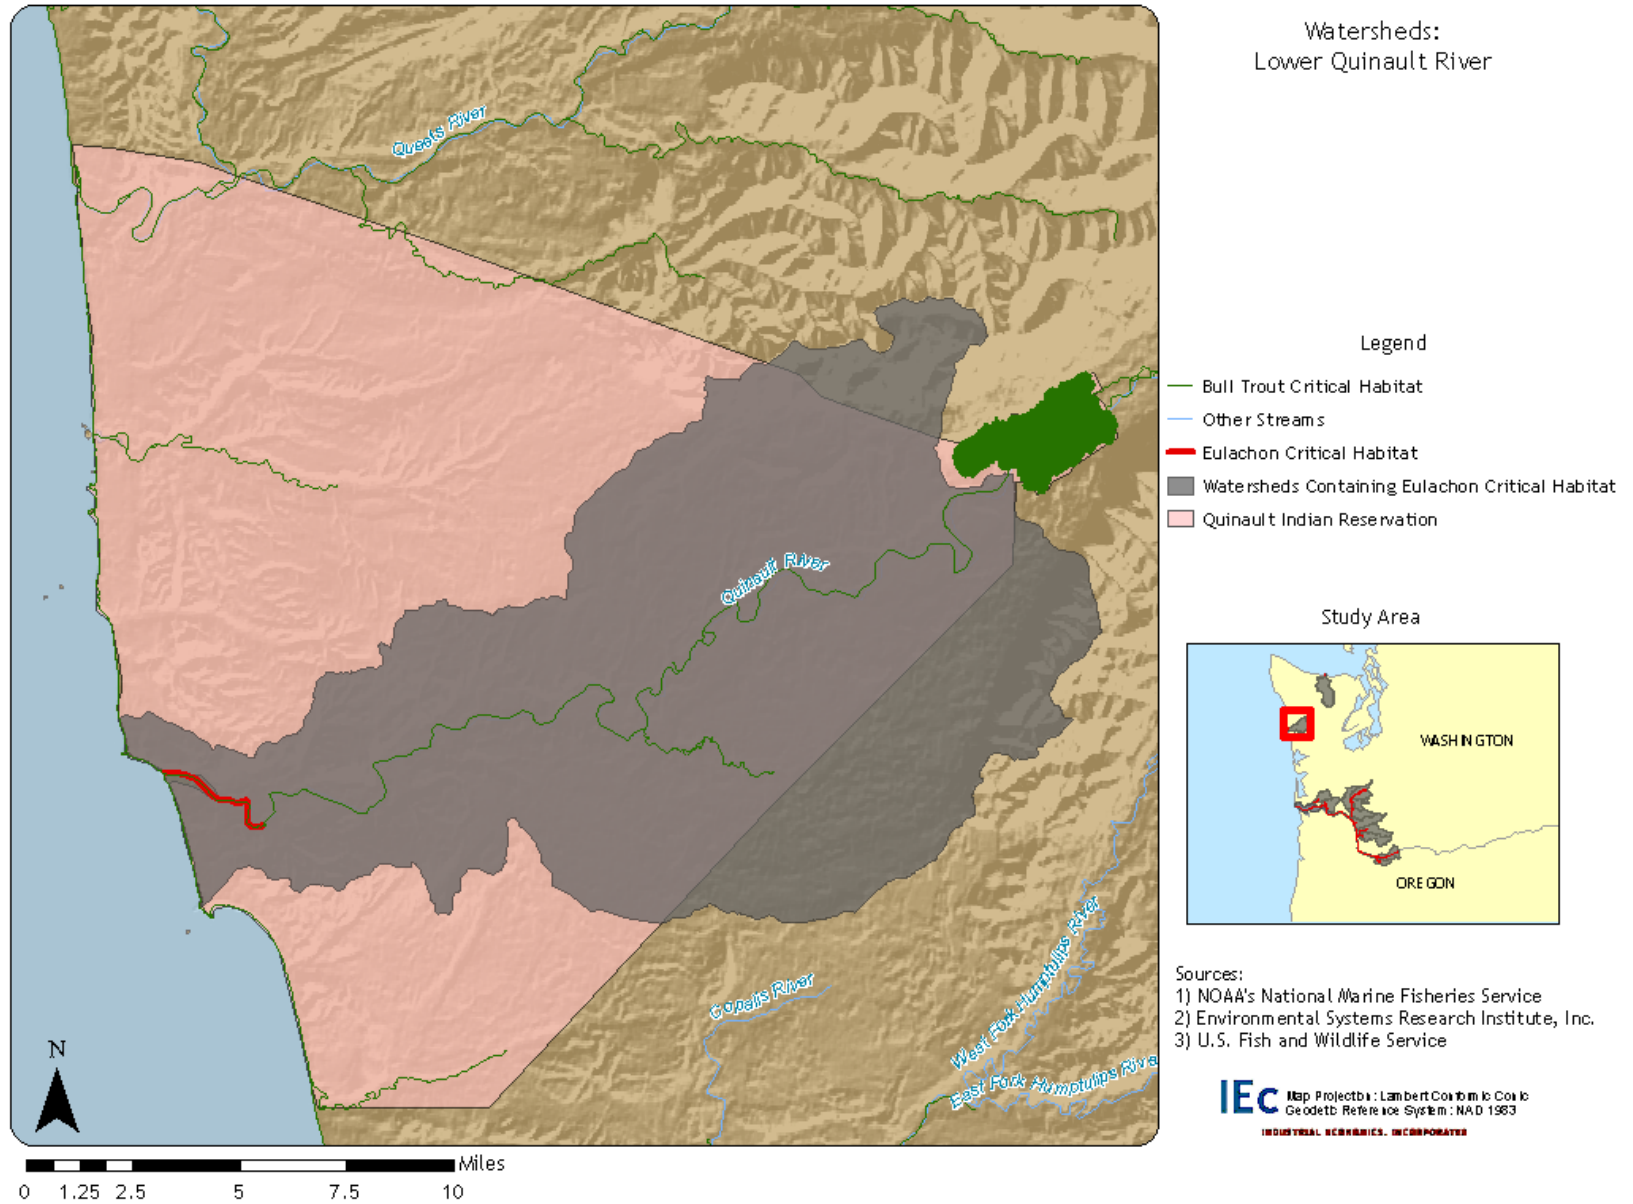 Watersheds:
Lower Quinault River
Queets River
Quinault River
Copalis River
West Fork Humptulips River
East Fork Humptulips Rive
N
Miles
0 1.25 2.5 5 7.5 10
Legend
Bull Trout Critical Habitat
Other Streams
Eulachon Critical Habitat
Watersheds Containing Eulachon Critical Habitat
Quinault Indian Reservation
Study Area
WASHINGTON
OREGON
Sources:
1) NOAA's National Marine Fisheries Service
2) Environmental Systems Research Institute, Inc.
3) U.S. Fish and Wildlife Service
IEc
Map Projection: Lambert Conformic Conic
Geodetic Reference System: NAD 1983
INDUSTRIAL ECONOMICS, INCORPORATED